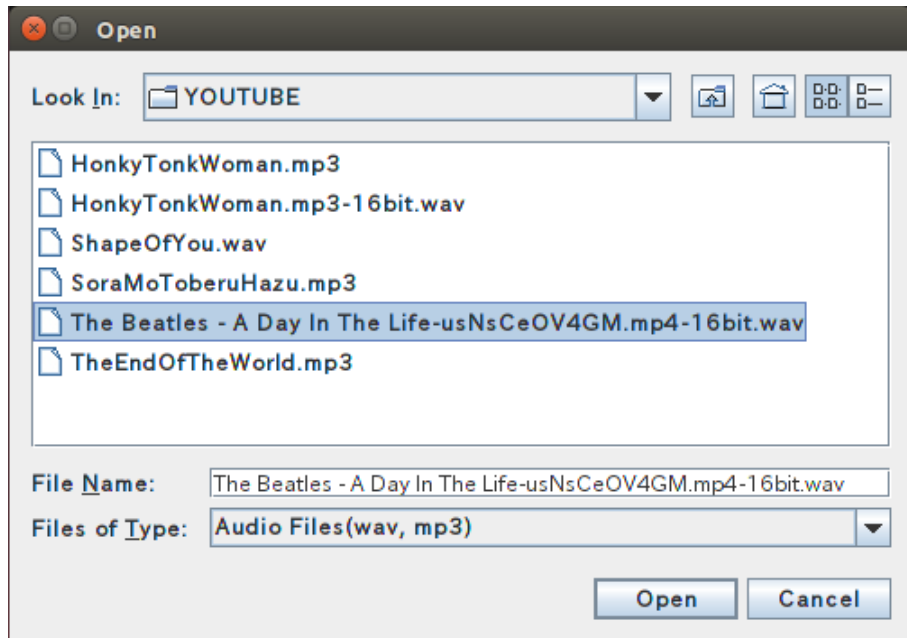 Open
Look In: YOUTUBE
HonkyTonkWoman.mp3
HonkyTonkWoman.mp3-16bit.wav
ShapeOfYou.wav
SoraMoToberuHazu.mp3
The Beatles - A Day In The Life-usNsCeOV4GM.mp4-16bit.wav
TheEndOfTheWorld.mp3
File Name: The Beatles - A Day In The Life-usNsCeOV4GM.mp4-16bit.wav
Files of Type: Audio Files(wav, mp3)
Open Cancel